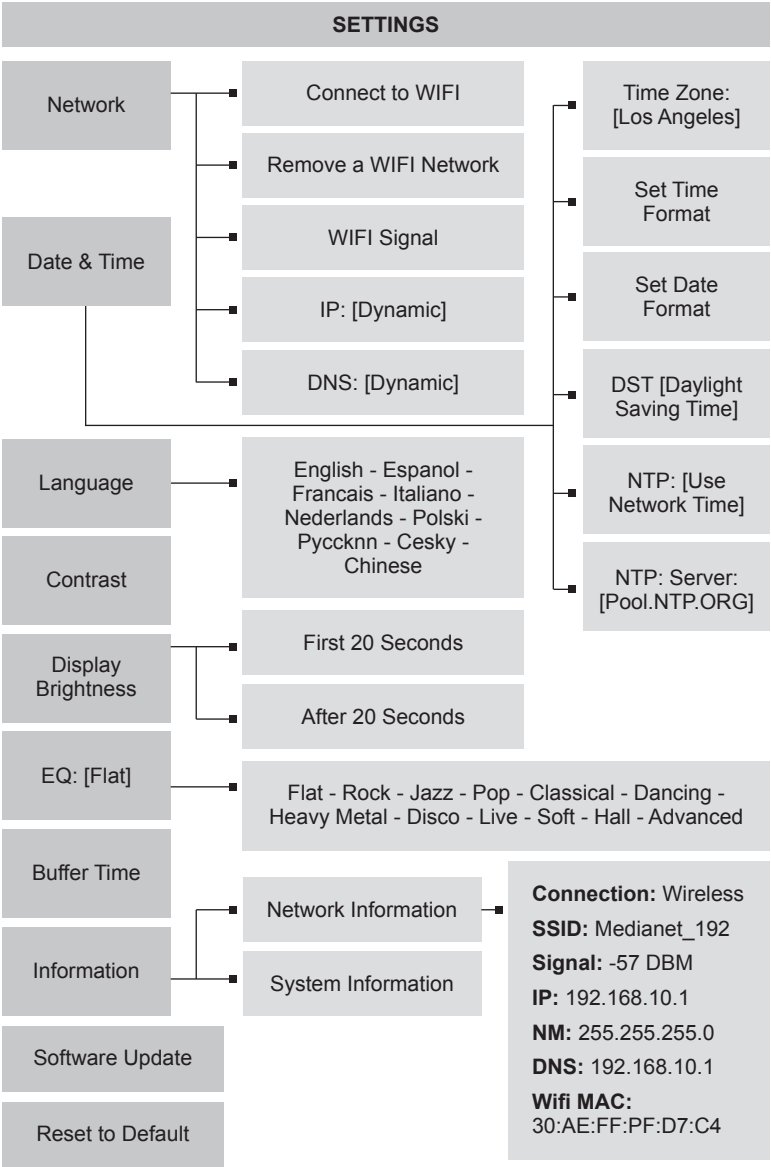 SETTINGS
Network
Connect to WIFI
Remove a WIFI Network
WIFI Signal
IP: [Dynamic]
DNS: [Dynamic]
Date & Time
Time Zone:
[Los Angeles]
Set Time
Format
Set Date
Format
DST [Daylight
Saving Time]
NTP: [Use
Network Time]
NTP: Server:
[Pool.NTP.ORG]
Language
English - Espanol -
Francais - Italiano -
Nederlands - Polski -
Pyccknn - Cesky -
Chinese
Contrast
Display
Brightness
First 20 Seconds
After 20 Seconds
EQ: [Flat]
Flat - Rock - Jazz - Pop - Classical - Dancing -
Heavy Metal - Disco - Live - Soft - Hall - Advanced
Buffer Time
Information
Network Information
System Information
Connection: Wireless
SSID: Medianet_192
Signal: -57 DBM
IP: 192.168.10.1
NM: 255.255.255.0
DNS: 192.168.10.1
Wifi MAC:
30:AE:FF:PF:D7:C4
Software Update
Reset to Default